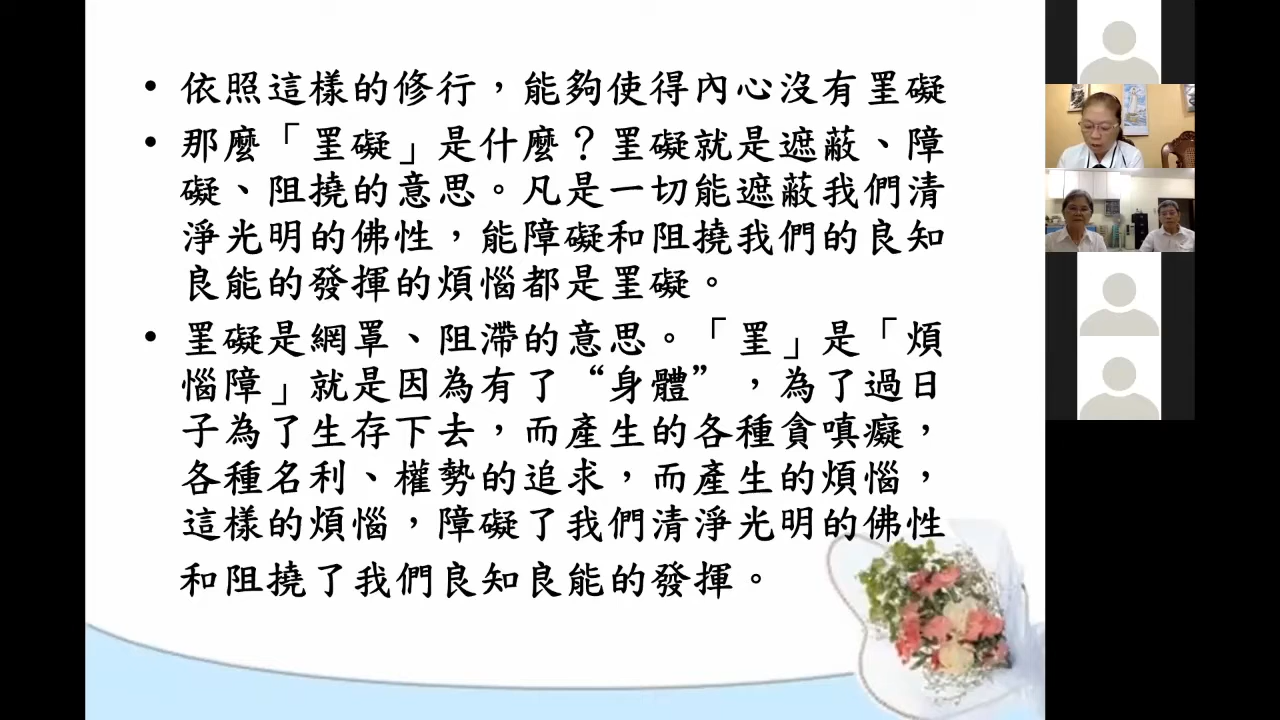 • 依照這樣的修行，能夠使得內心沒有罣礙
• 那麼「罣礙」是什麼？罣礙就是遮蔽、障
礙、阻撓的意思。凡是一切能遮蔽我們清
淨光明的佛性，能障礙和阻撓我們的良知
良能的發揮的煩惱都是罣礙。
• 罣礙是網罩、阻滯的意思。「罣」是「煩
惱障」就是因為有了“身體”，為了過日
子為了生存下去，而產生的各種貪嗔癡，
各種名利、權勢的追求，而產生的煩惱，
這樣的煩惱，障礙了我們清淨光明的佛性
和阻撓了我們良知良能的發揮。